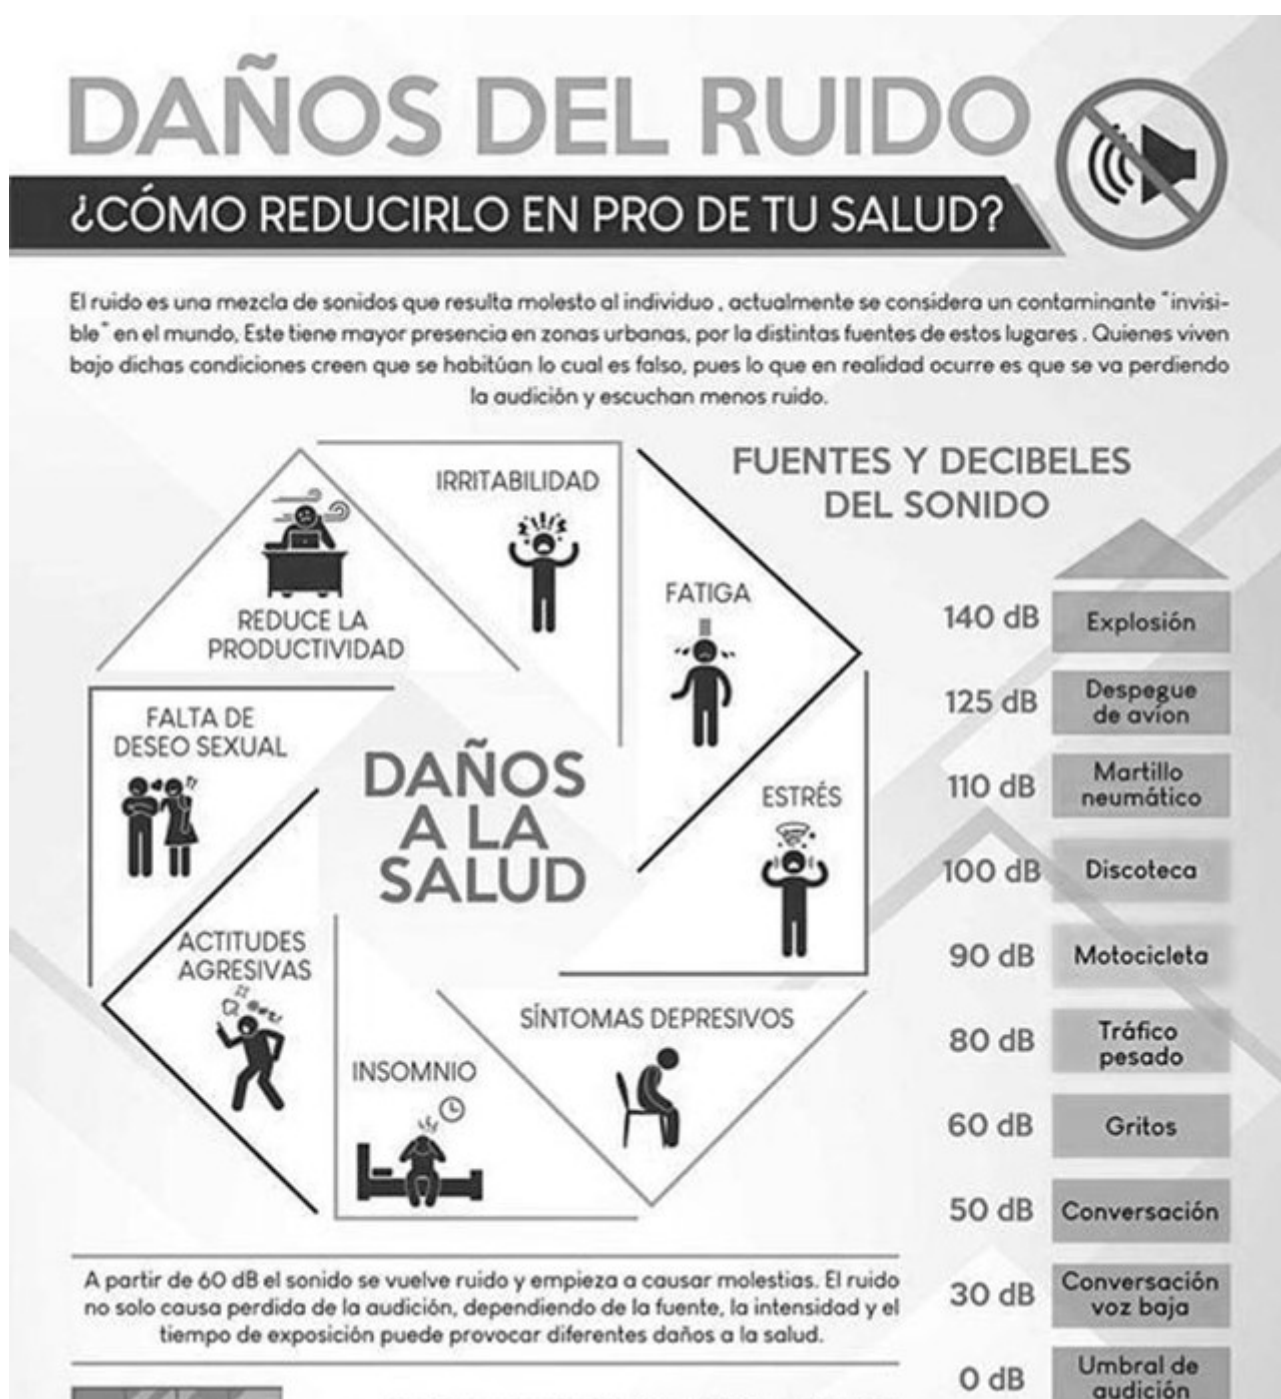 DAÑOS DEL RUIDO
¿CÓMO REDUCIRLO EN PRO DE TU SALUD?
El ruido es una mezcla de sonidos que resulta molesto al individuo , actualmente se considera un contaminante "invisi-
ble" en el mundo, Este tiene mayor presencia en zonas urbanas, por la distintas fuentes de estos lugares . Quienes viven
bajo dichas condiciones creen que se habitúan lo cual es falso, pues lo que en realidad ocurre es que se va perdiendo
la audición y escuchan menos ruido.
REDUCE LA
PRODUCTIVIDAD
IRRITABILIDAD
FATIGA
ESTRÉS
SÍNTOMAS DEPRESIVOS
INSOMNIO
ACTITUDES
AGRESIVAS
FALTA DE
DESEO SEXUAL
DAÑOS
A LA
SALUD
FUENTES Y DECIBELES
DEL SONIDO
140 dB Explosión
125 dB Despegue
de avíon
110 dB Martillo
neumático
100 dB Discoteca
90 dB Motocicleta
80 dB Tráfico
pesado
60 dB Gritos
50 dB Conversación
30 dB Conversación
voz baja
0 dB Umbral de
audición
A partir de 60 dB el sonido se vuelve ruido y empieza a causar molestias. El ruido
no solo causa perdida de la audición, dependiendo de la fuente, la intensidad y el
tiempo de exposición puede provocar diferentes daños a la salud.